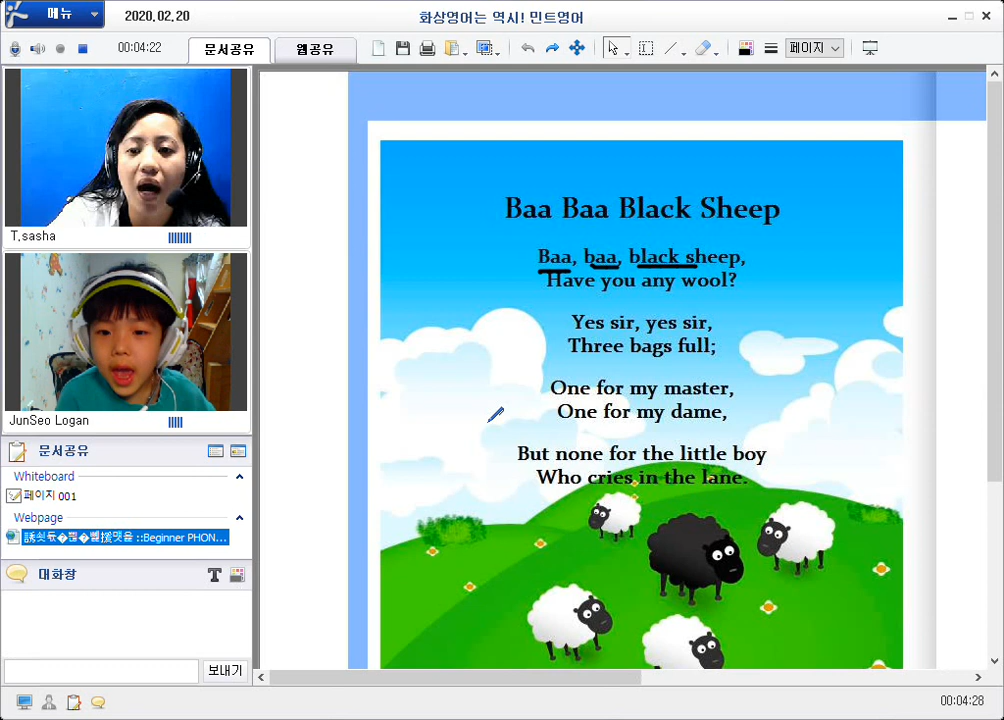 메뉴
2020,02,20
화상영어는 역시! 민트영어
00:04:22
문서공유
웹공유
페이지
T.sasha
JunSeo Logan
문서공유
Whiteboard
페이지 001
Webpage
::Beginner PHON...
대화창
보내기
Baa Baa Black Sheep
Baa, baa, black sheep,
Have you any wool?
Yes sir, yes sir,
Three bags full;
One for my master,
One for my dame,
But none for the little boy
Who cries in the lane.
00:04:28